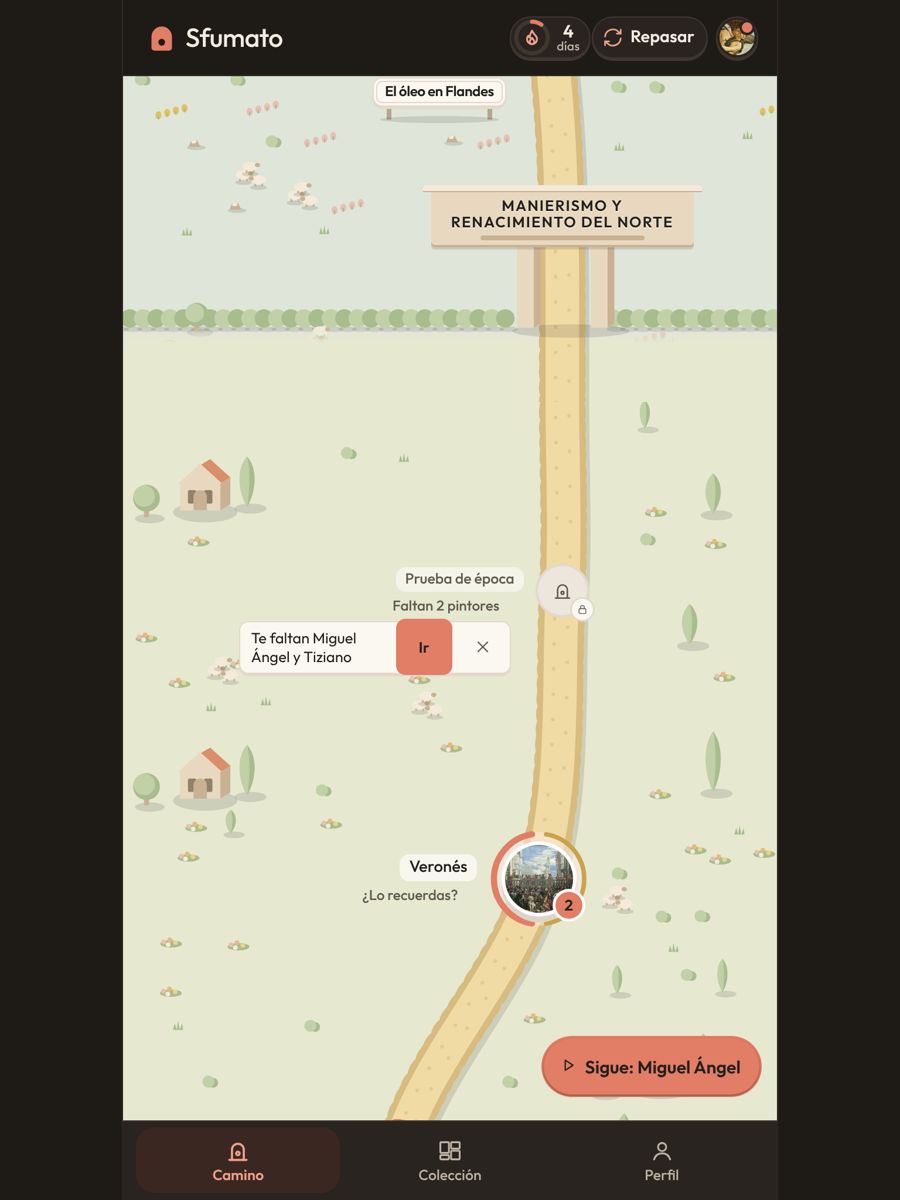 Sfumato
4
días
Repasar
El óleo en Flandes
MANIERISMO Y
RENACIMIENTO DEL NORTE
Prueba de época
Faltan 2 pintores
Te faltan Miguel
Ángel y Tiziano
Ir
Veronés
¿Lo recuerdas?
2
Sigue: Miguel Ángel
Camino
Colección
Perfil